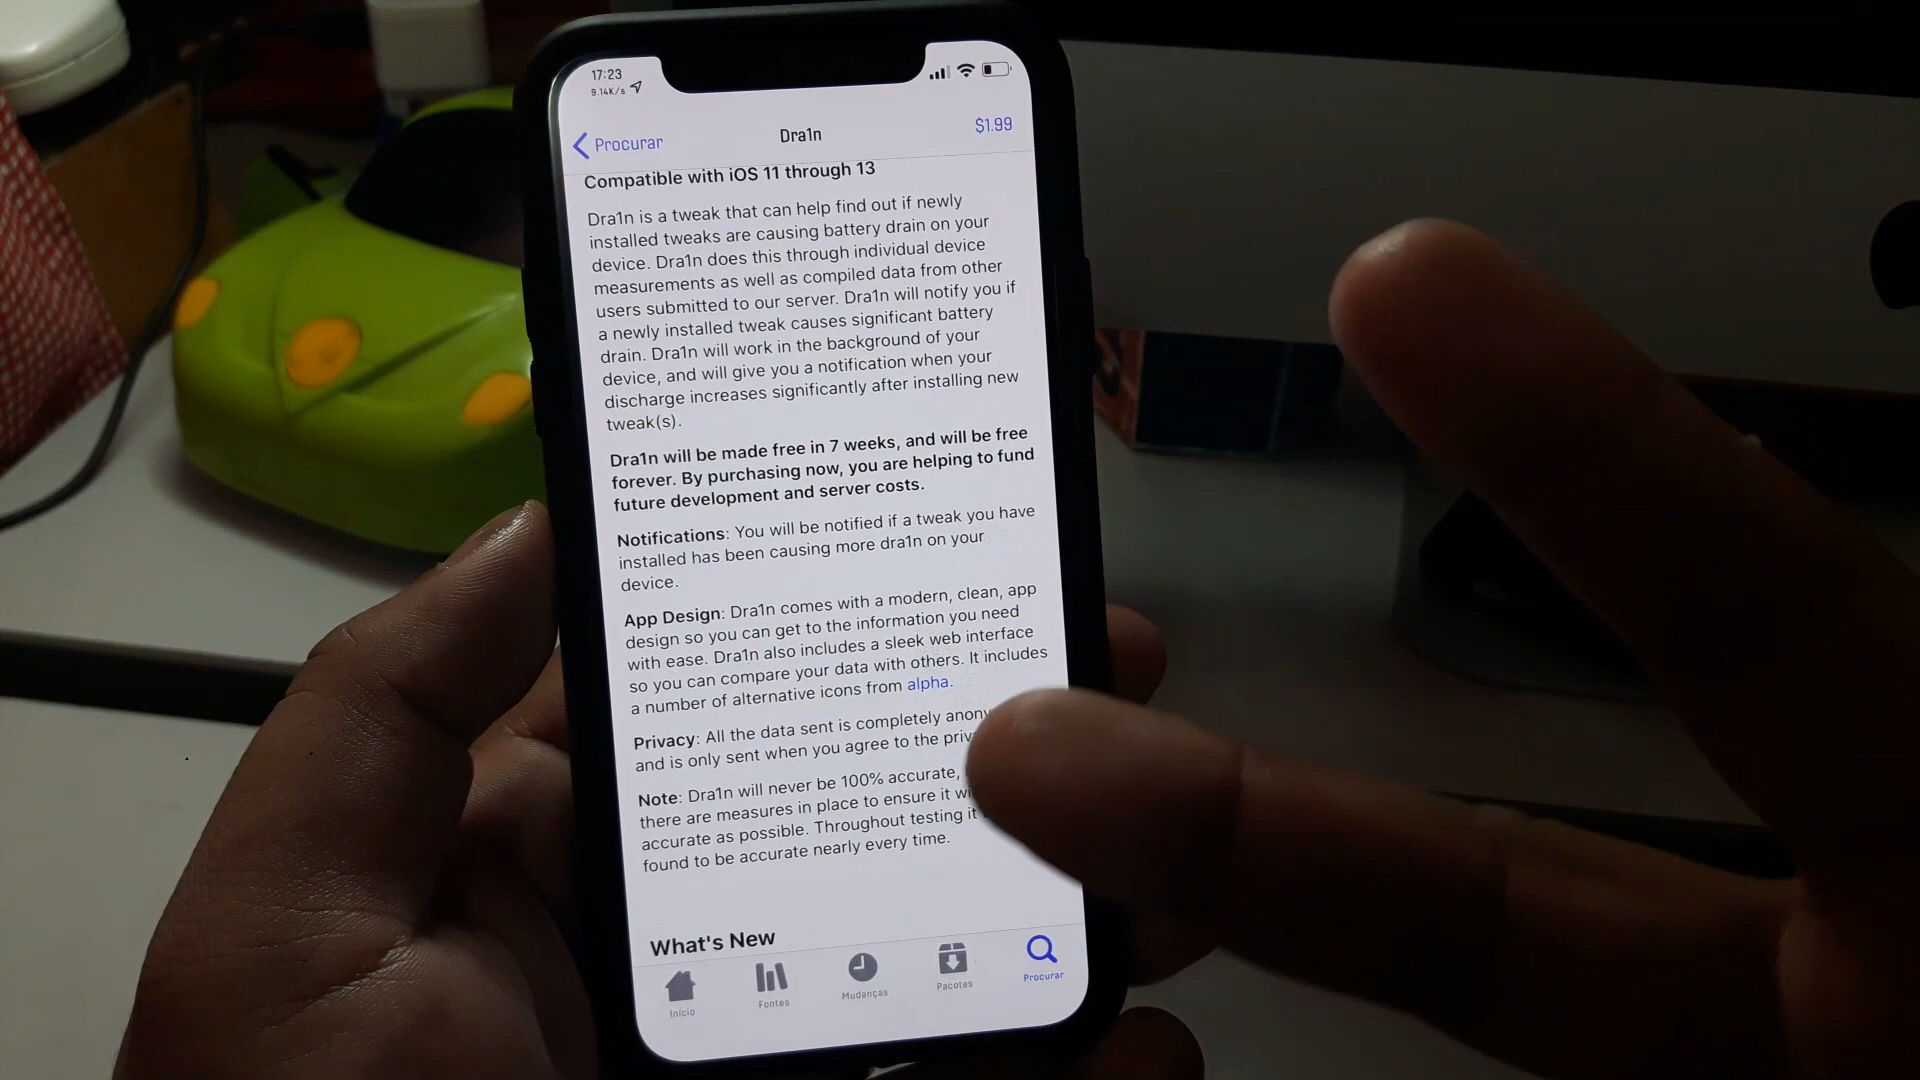 17:23
9.14K/s
Procurar
Dra1n
$1.99
Compatible with iOS 11 through 13
Dra1n is a tweak that can help find out if newly
installed tweaks are causing battery drain on your
device. Dra1n does this through individual device
measurements as well as compiled data from other
users submitted to our server. Dra1n will notify you if
a newly installed tweak causes significant battery
drain. Dra1n will work in the background of your
device, and will give you a notification when your
discharge increases significantly after installing new
tweak(s).
Dra1n will be made free in 7 weeks, and will be free
forever. By purchasing now, you are helping to fund
future development and server costs.
Notifications: You will be notified if a tweak you have
installed has been causing more dra1n on your
device.
App Design: Dra1n comes with a modern, clean, app
design so you can get to the information you need
with ease. Dra1n also includes a sleek web interface
so you can compare your data with others. It includes
a number of alternative icons from alpha.
Privacy: All the data sent is completely
and is only sent when you agree to the
Note: Dra1n will never be 100% accurate,
there are measures in place to ensure it
accurate as possible. Throughout testing it
found to be accurate nearly every time.
What's New
Início
Fontes
Mudanças
Pacotes
Procurar